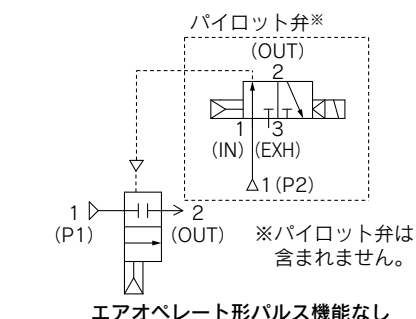 パイロット弁※
(OUT)
2
1 3
(IN) (EXH)
1(P2)
1 2
(P1) (OUT)
※パイロット弁は
含まれません。
エアオペレート形パルス機能なし